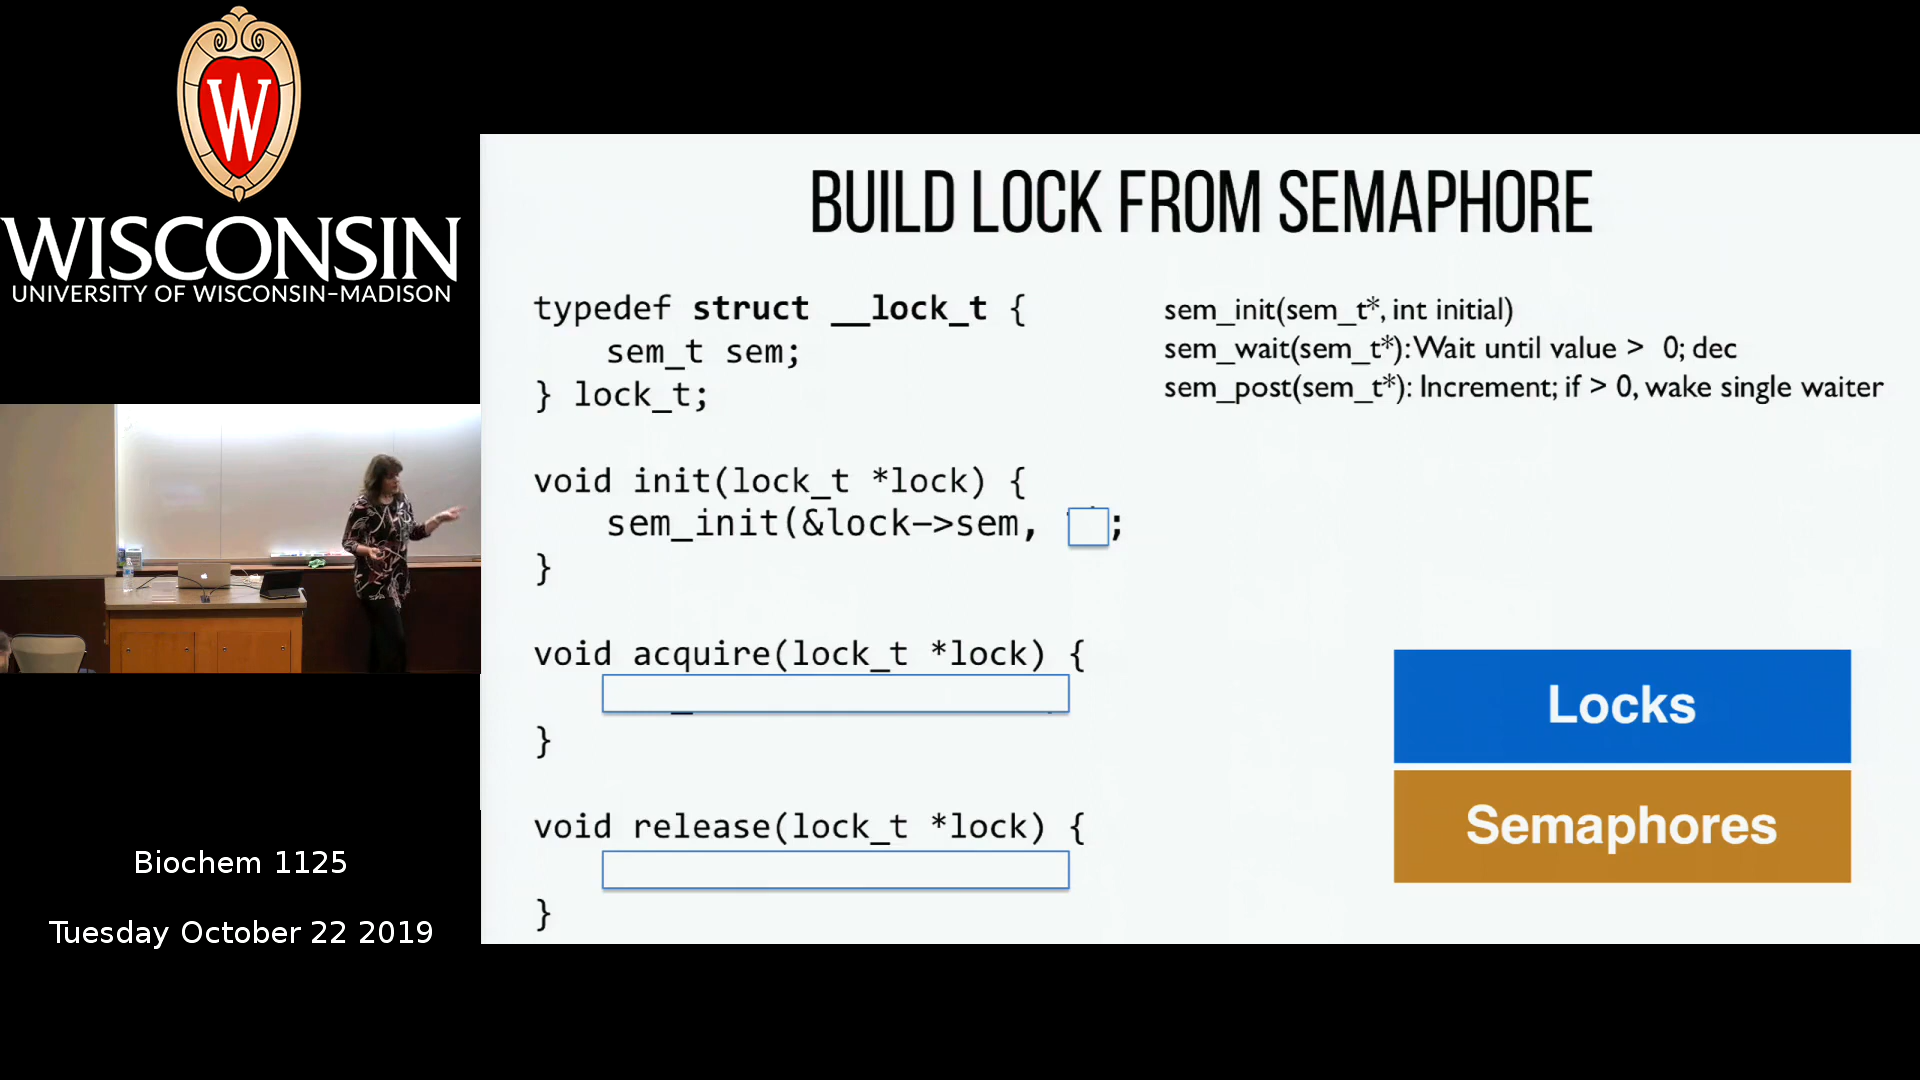 W
WISCONSIN
UNIVERSITY OF WISCONSIN–MADISON
Biochem 1125
Tuesday October 22 2019
BUILD LOCK FROM SEMAPHORE
typedef struct __lock_t {
sem_t sem;
} lock_t;
void init(lock_t *lock) {
sem_init(&lock->sem, ;
}
void acquire(lock_t *lock) {
}
void release(lock_t *lock) {
}
sem_init(sem_t*, int initial)
sem_wait(sem_t*): Wait until value > 0; dec
sem_post(sem_t*): Increment; if > 0, wake single waiter
Locks
Semaphores